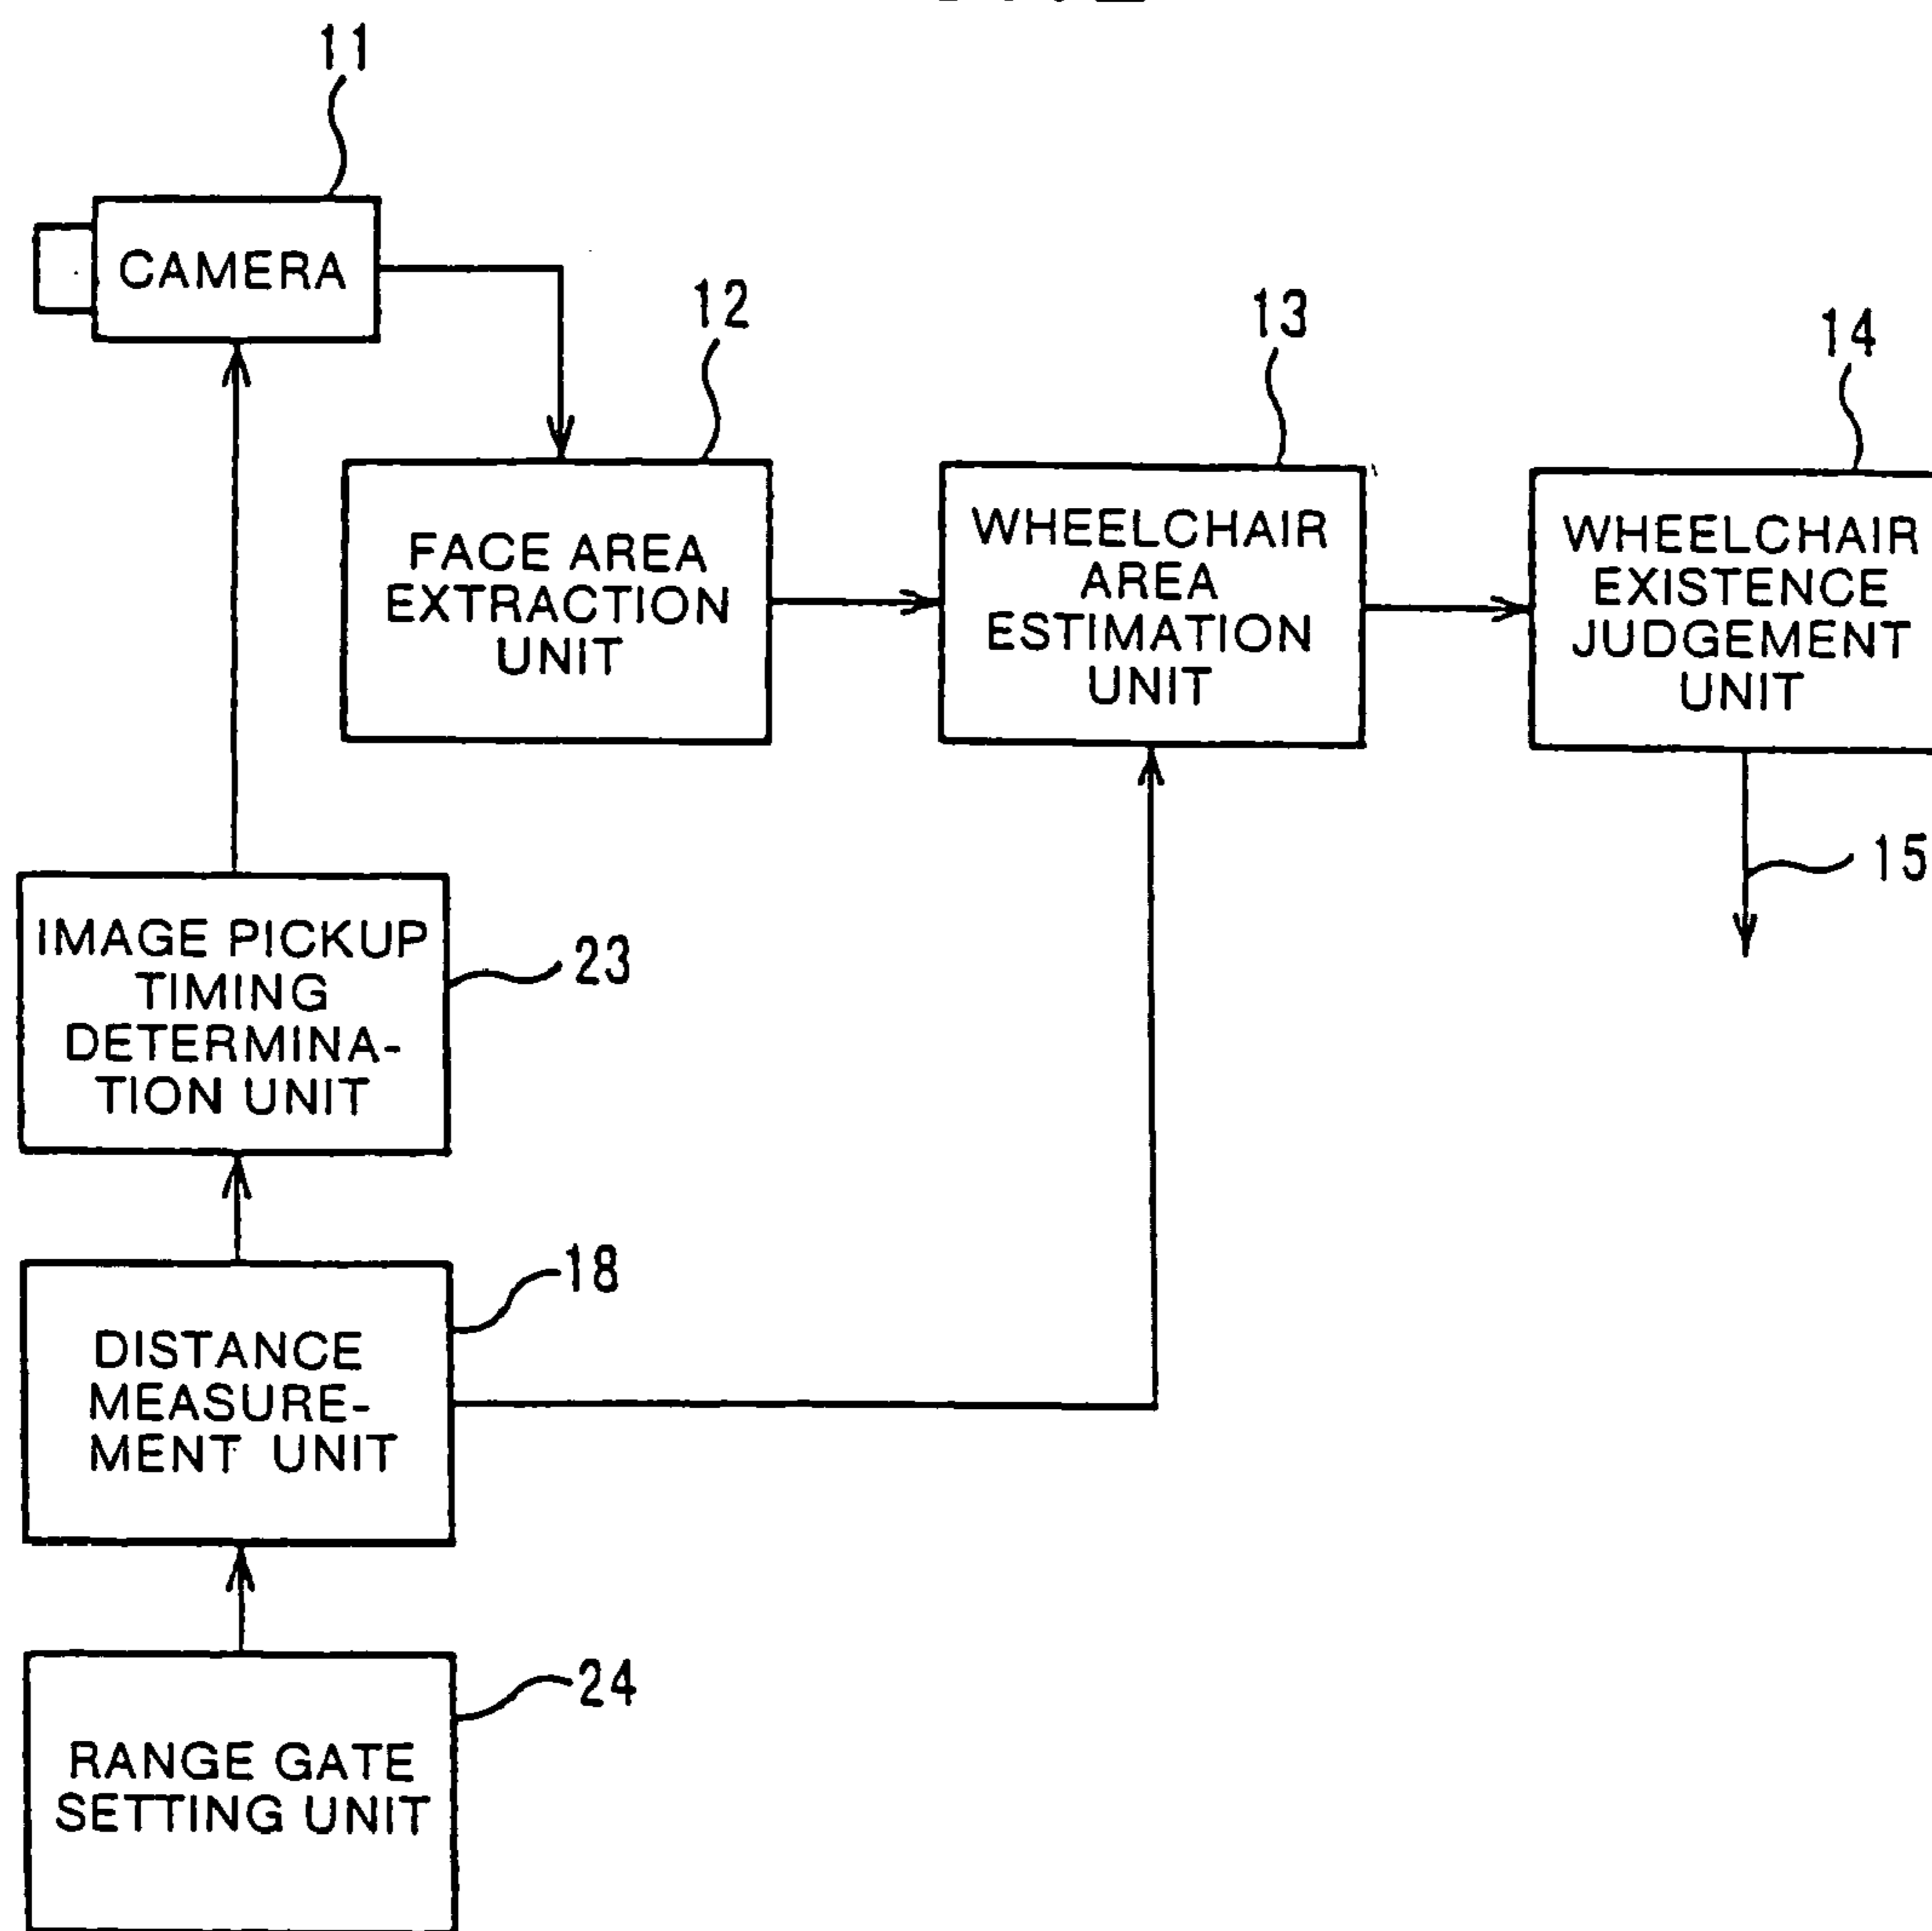 11
CAMERA
12
13
14
FACE AREA
EXTRACTION
UNIT
WHEELCHAIR
AREA
ESTIMATION
UNIT
WHEELCHAIR
EXISTENCE
JUDGEMENT
UNIT
15
IMAGE PICKUP
TIMING
DETERMINA-
TION UNIT
23
18
DISTANCE
MEASURE-
MENT UNIT
24
RANGE GATE
SETTING UNIT